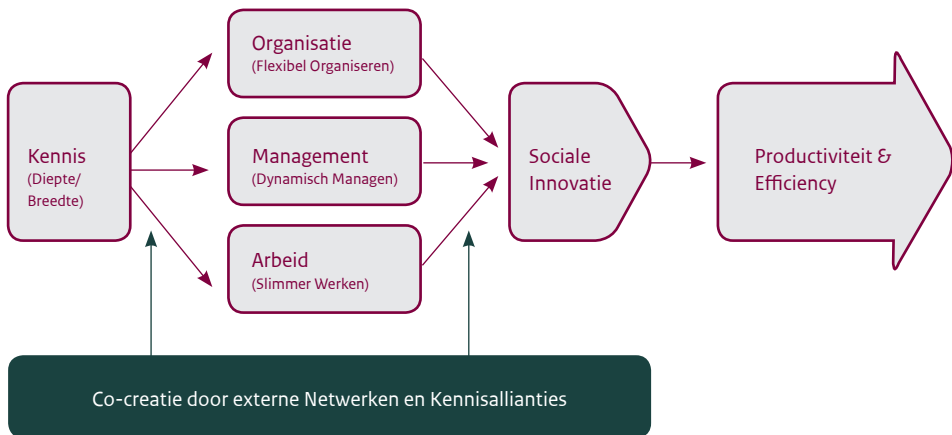 Kennis
(Diepte/
Breedte)
Organisatie
(Flexibel Organiseren)
Management
(Dynamisch Managen)
Arbeid
(Slimmer Werken)
Sociale
Innovatie
Productiviteit &
Efficiency
Co-creatie door externe Netwerken en Kennisallianties